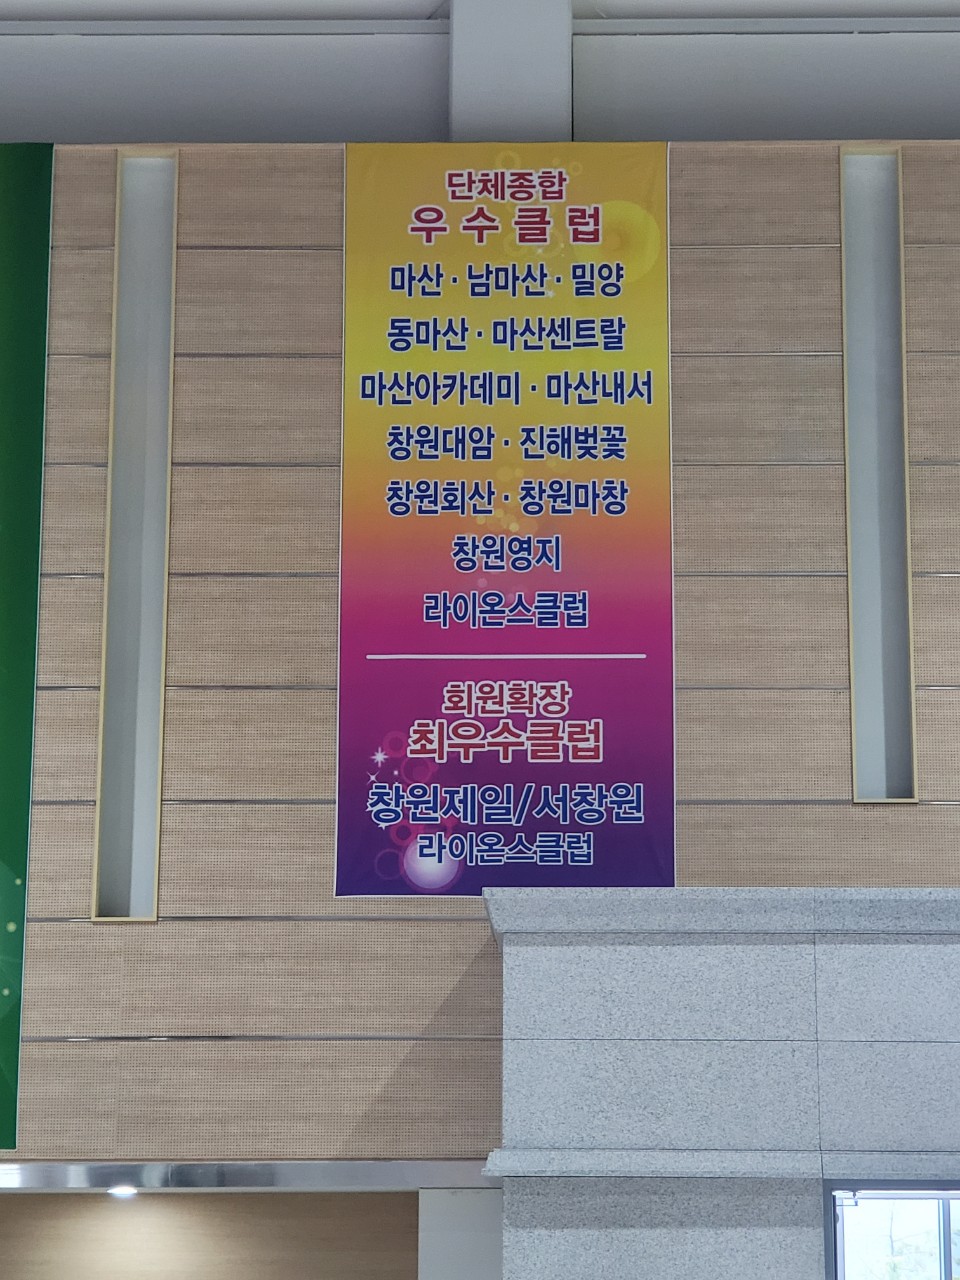 단체종합
우수클럽
마산 · 남마산 · 밀양
동마산 · 마산센트랄
마산아카데미 · 마산내서
창원대암 · 진해벚꽃
창원회산 · 창원마창
창원영지
라이온스클럽
회원확장
최우수클럽
창원제일/서창원
라이온스클럽